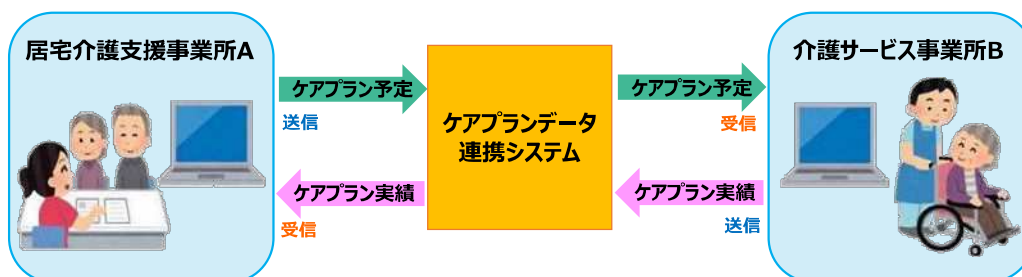 居宅介護支援事業所A
介護サービス事業所B
ケアプラン予定
ケアプラン予定
送信
受信
ケアプランデータ
連携システム
ケアプラン実績
ケアプラン実績
受信
送信